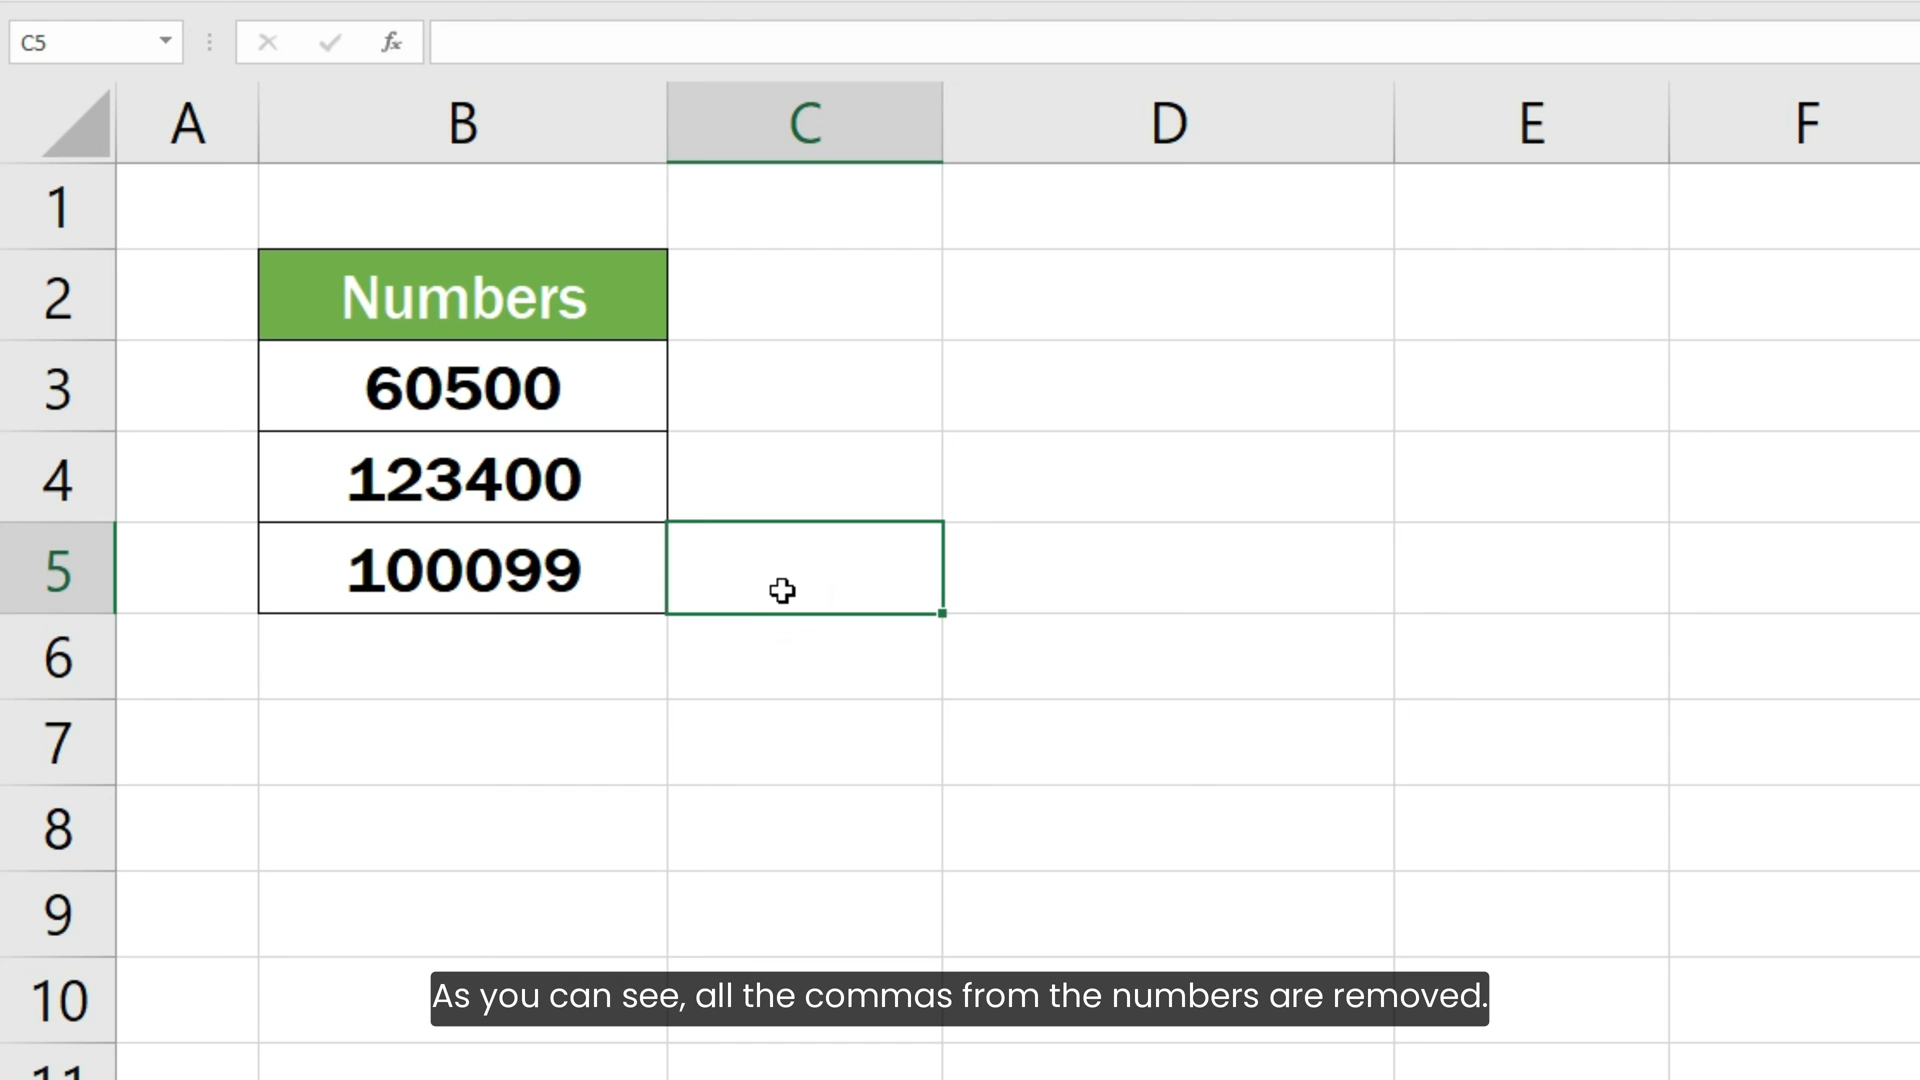 C5 fx
A B C D E F
1
2 Numbers
3 60500
4 123400
5 100099
6
7
8
9
10
As you can see, all the commas from the numbers are removed.
11